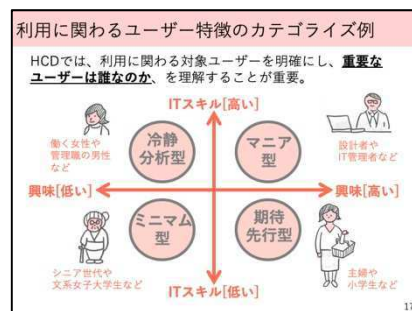 利用に関わるユーザー特徴のカテゴライズ例
HCDでは、利用に関わる対象ユーザーを明確にし、重要な
ユーザーは誰なのか、を理解することが重要。
ITスキル[高い]
働く女性や
管理職の男性
など
冷静
分析型
マニア
型
設計者や
IT管理者など
興味[低い]
興味[高い]
ミニマム
型
期待
先行型
シニア世代や
文系女子大学生など
主婦や
小学生など
ITスキル[低い]
17